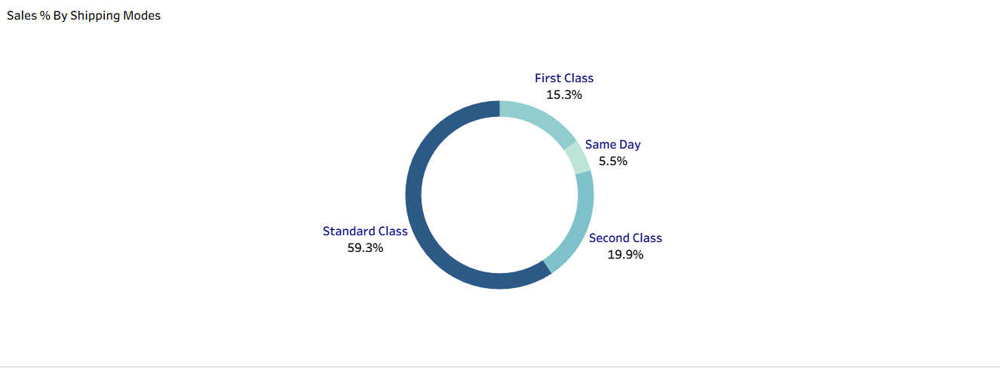 Sales % By Shipping Modes
First Class
15.3%
Same Day
5.5%
Second Class
19.9%
Standard Class
59.3%